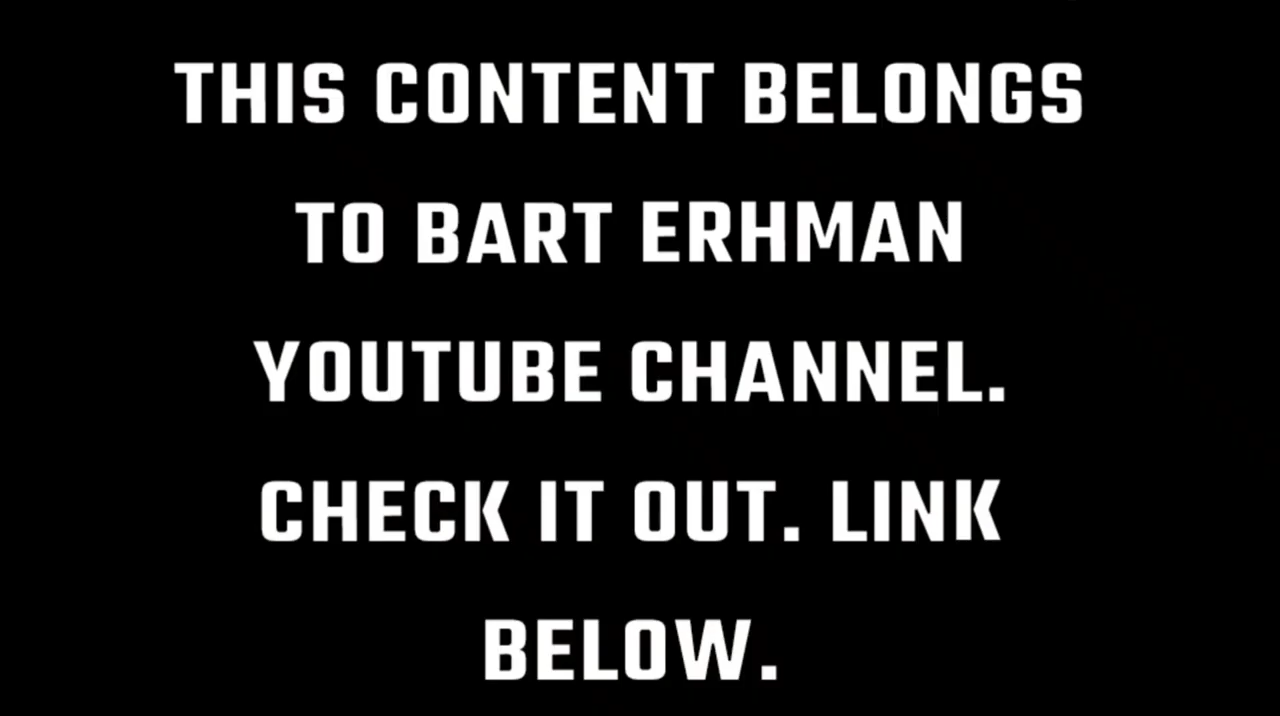 THIS CONTENT BELONGS
TO BART ERHMAN
YOUTUBE CHANNEL.
CHECK IT OUT. LINK
BELOW.